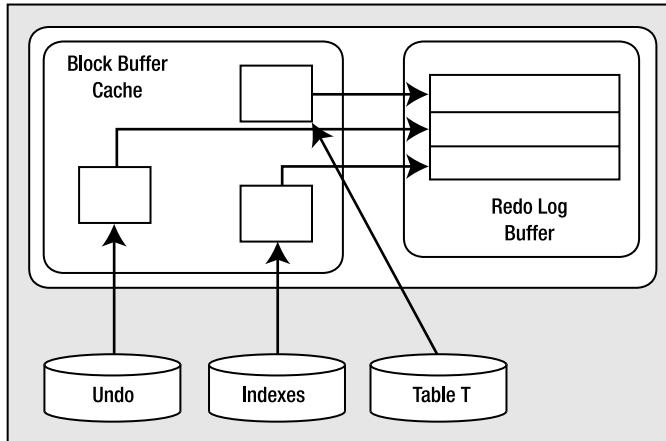 Block Buffer
Cache
Redo Log
Buffer
Undo
Indexes
Table T